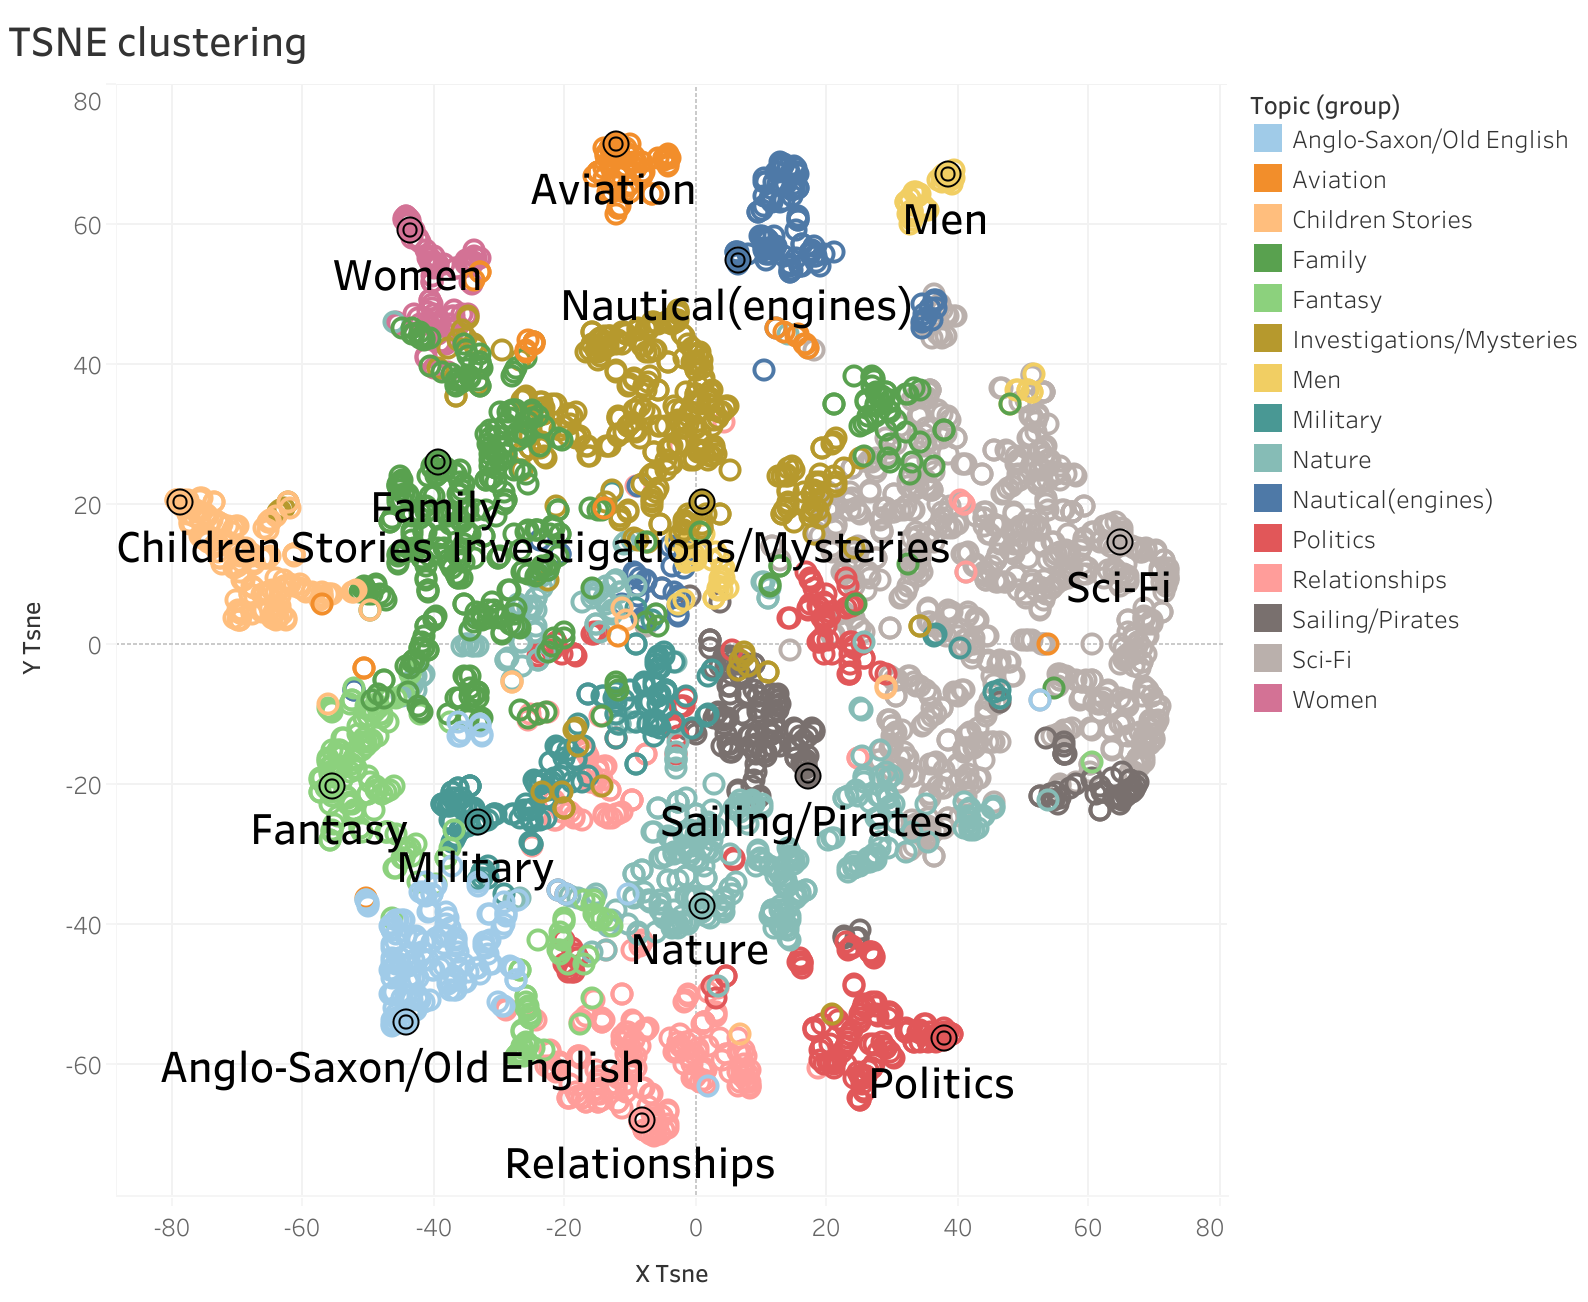 TSNE clustering
80
60
40
20
0
-20
-40
-60
-80
-60
-40
-20
0
20
40
60
80
X Tsne
Y Tsne
Aviation
Men
Women
Nautical(engines)
Family
Children Stories
Investigations/Mysteries
Sci-Fi
Fantasy
Sailing/Pirates
Military
Nature
Anglo-Saxon/Old English
Politics
Relationships
Topic (group)
Anglo-Saxon/Old English
Aviation
Children Stories
Family
Fantasy
Investigations/Mysteries
Men
Military
Nature
Nautical(engines)
Politics
Relationships
Sailing/Pirates
Sci-Fi
Women